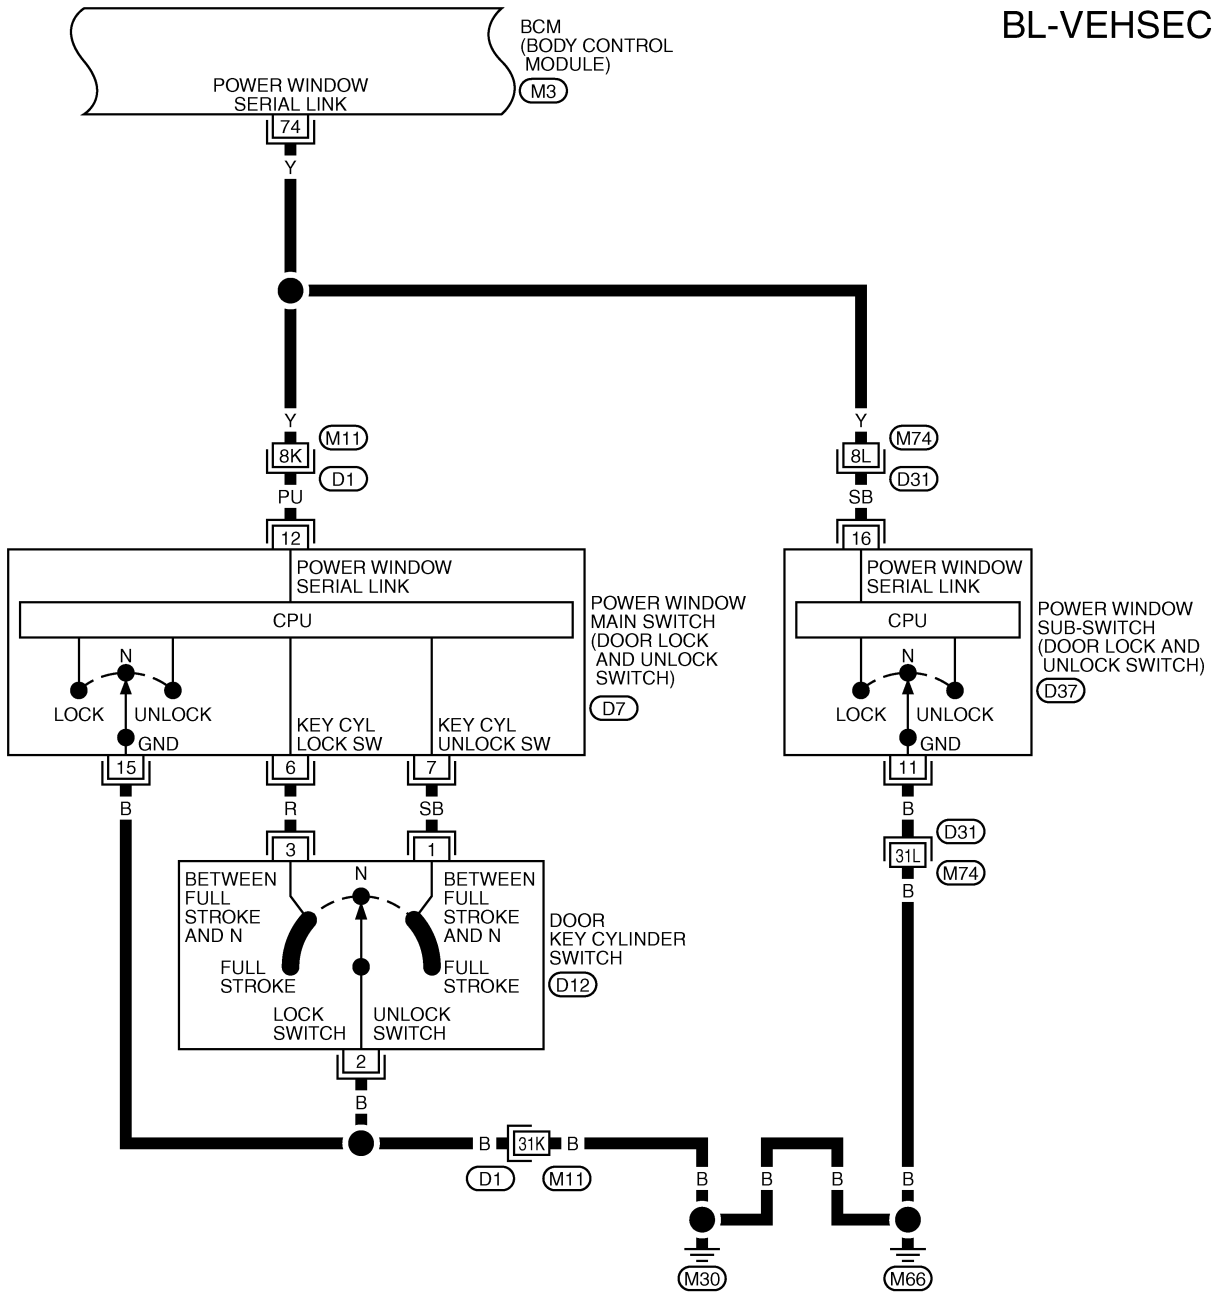 BL-VEHSEC
BCM
(BODY CONTROL
MODULE)
M3
POWER WINDOW
SERIAL LINK
74
Y
Y
Y
M11
8K
D1
PU
M74
8L
D31
SB
12
16
POWER WINDOW
SERIAL LINK
CPU
N
LOCK
UNLOCK
GND
KEY CYL
LOCK SW
KEY CYL
UNLOCK SW
POWER WINDOW
MAIN SWITCH
(DOOR LOCK
AND UNLOCK
SWITCH)
D7
POWER WINDOW
SERIAL LINK
CPU
N
LOCK
UNLOCK
GND
POWER WINDOW
SUB-SWITCH
(DOOR LOCK AND
UNLOCK SWITCH)
D37
15
6
7
11
B
R
SB
B
3
1
D31
31L
M74
B
BETWEEN
FULL
STROKE
AND N
N
BETWEEN
FULL
STROKE
AND N
FULL
STROKE
FULL
STROKE
LOCK
SWITCH
UNLOCK
SWITCH
DOOR
KEY CYLINDER
SWITCH
D12
2
B
B
31K
B
D1
M11
B
B
B
B
M30
M66